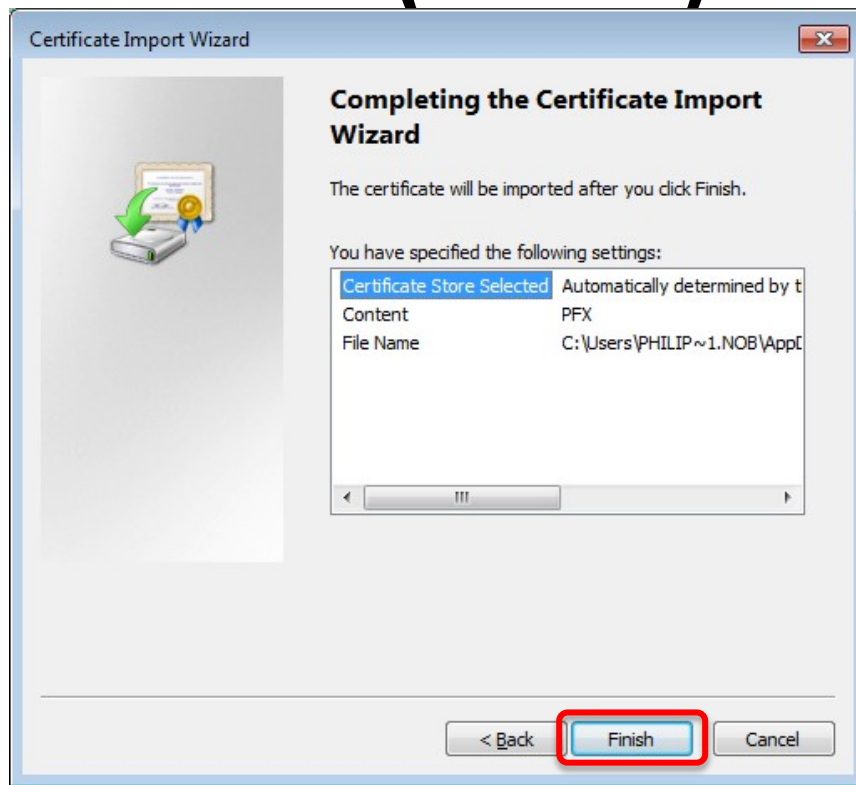 Certificate Import Wizard
Completing the Certificate Import
Wizard
The certificate will be imported after you click Finish.
You have specified the following settings:
Certificate Store Selected Automatically determined by t
Content PFX
File Name C:\Users\PHILIP~1.NOB\App
< Back Finish Cancel